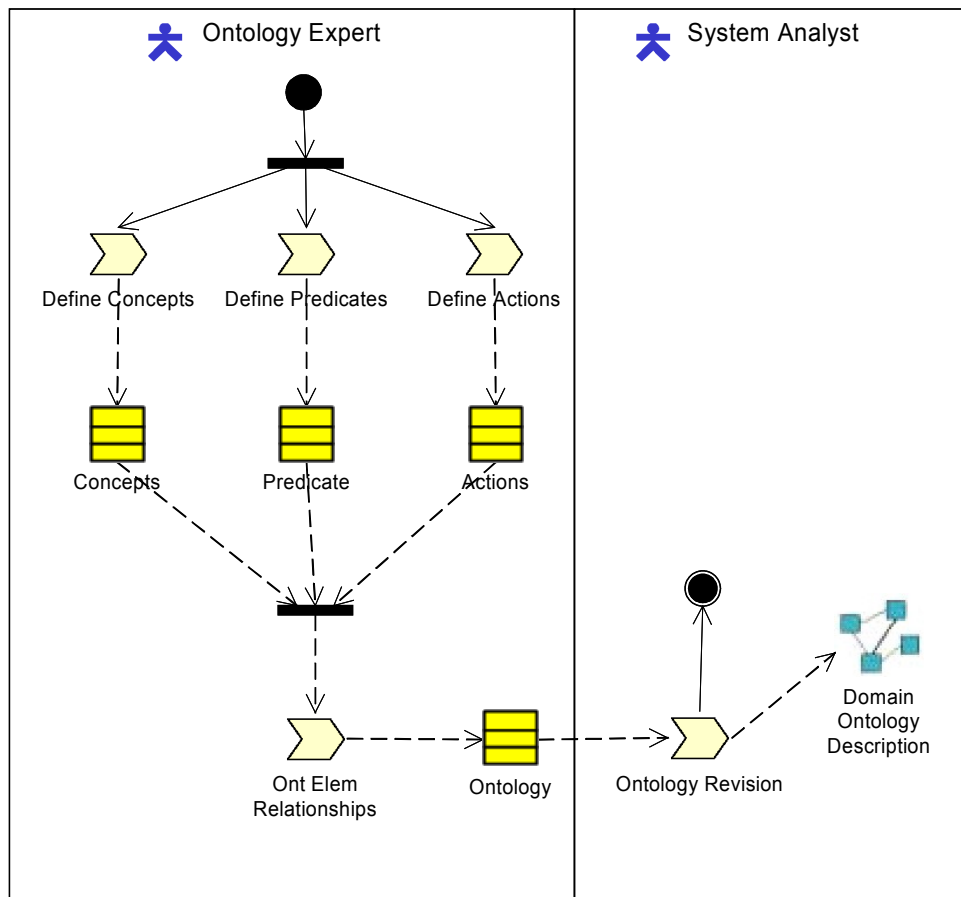 Ontology Expert
System Analyst
Define Concepts
Define Predicates
Define Actions
Concepts
Predicate
Actions
Ont Elem
Relationships
Ontology
Ontology Revision
Domain
Ontology
Description